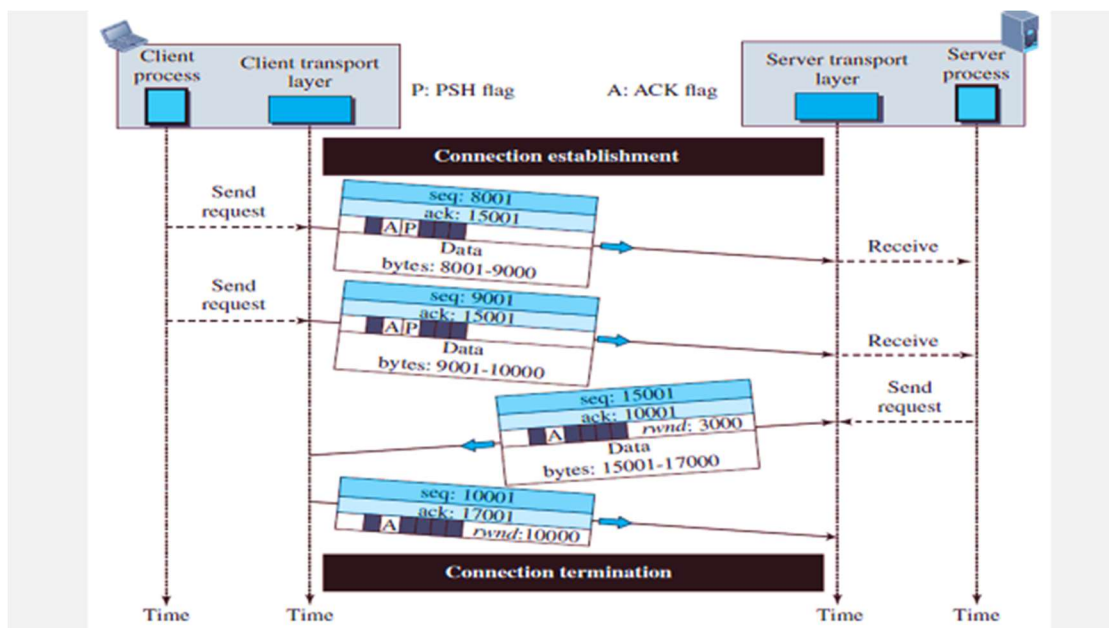 Client
process
Client transport
layer
P: PSH flag
A: ACK flag
Server transport
layer
Server
process
Connection establishment
Send
request
seq: 8001
ack: 15001
A P
Data
bytes: 8001-9000
Receive
Send
request
seq: 9001
ack: 15001
A P
Data
bytes: 9001-10000
Receive
Send
request
seq: 15001
ack: 10001
A rwnd: 3000
Data
bytes: 15001-17000
seq: 10001
ack: 17001
A rwnd:10000
Connection termination
Time
Time
Time
Time